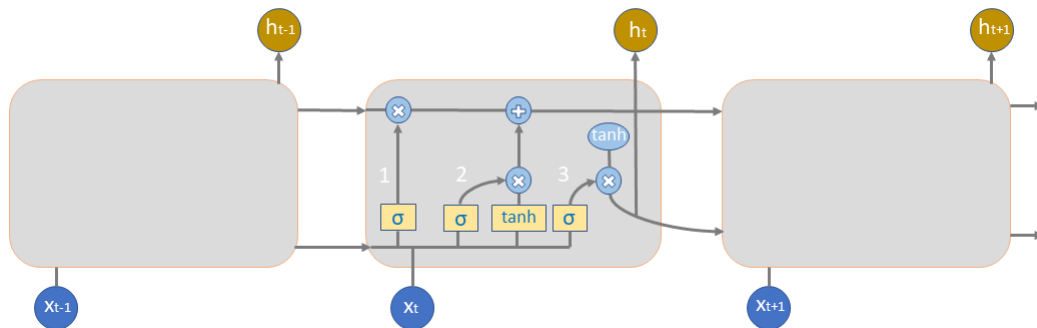 ht-1
ht
ht+1
tanh
1
2
3
σ
σ
tanh
σ
xt-1
xt
xt+1